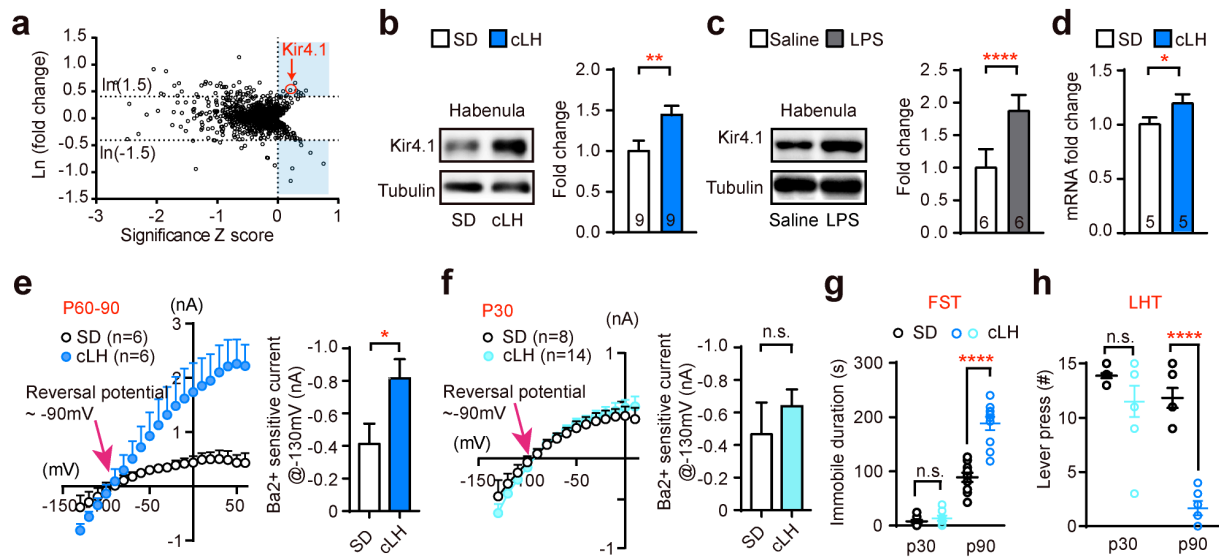 a
Ln (fold change)
1.5
1.0
0.5
0.0
-0.5
-1.0
-1.5
ln(1.5)
ln(-1.5)
Kir4.1
-3 -2 -1 0 1
Significance Z score
b
SD cLH
Habenula
Kir4.1
Tubulin
SD cLH
Fold change
2.0
1.5
1.0
0.5
0.0
**
9 9
c
Saline LPS
Habenula
Kir4.1
Tubulin
Saline LPS
Fold change
2.5
2.0
1.5
1.0
0.5
0.0
****
6 6
d
SD cLH
mRNA fold change
1.5
1.0
0.5
0.0
*
5 5
e
P60-90
(nA)
SD (n=6)
cLH (n=6)
Reversal potential
~ -90mV
(mV)
3
2
1
-1
-150 -100 -50
Ba2+ sensitive current
@-130mV (nA)
-1.0
-0.8
-0.6
-0.4
-0.2
-0
*
SD cLH
f
P30
(nA)
SD (n=8)
cLH (n=14)
Reversal potential
~-90mV
(mV)
1
-1
-150 -100 -50
Ba2+ sensitive current
@-130mV (nA)
-1.0
-0.8
-0.6
-0.4
-0.2
-0
n.s.
SD cLH
g
FST
SD cLH
Immobile duration (s)
300
200
100
0
n.s.
****
p30 p90
h
LHT
Lever press (#)
15
10
5
0
n.s.
****
p30 p90